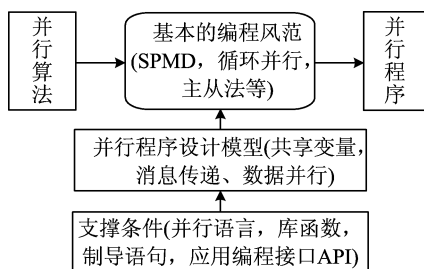 并行算法
基本的编程风范
(SPMD，循环并行，
主从法等)
并行程序
并行程序设计模型(共享变量，
消息传递、数据并行)
支撑条件(并行语言，库函数，
制导语句，应用编程接口API)